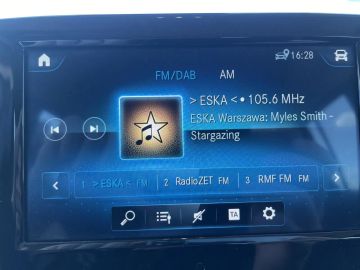 16:28
FM/DAB AM
> ESKA < • 105.6 MHz
ESKA Warszawa: Myles Smith -
Stargazing
1 > ESKA < FM 2 RadioZET FM 3 RMF FM FM
TA